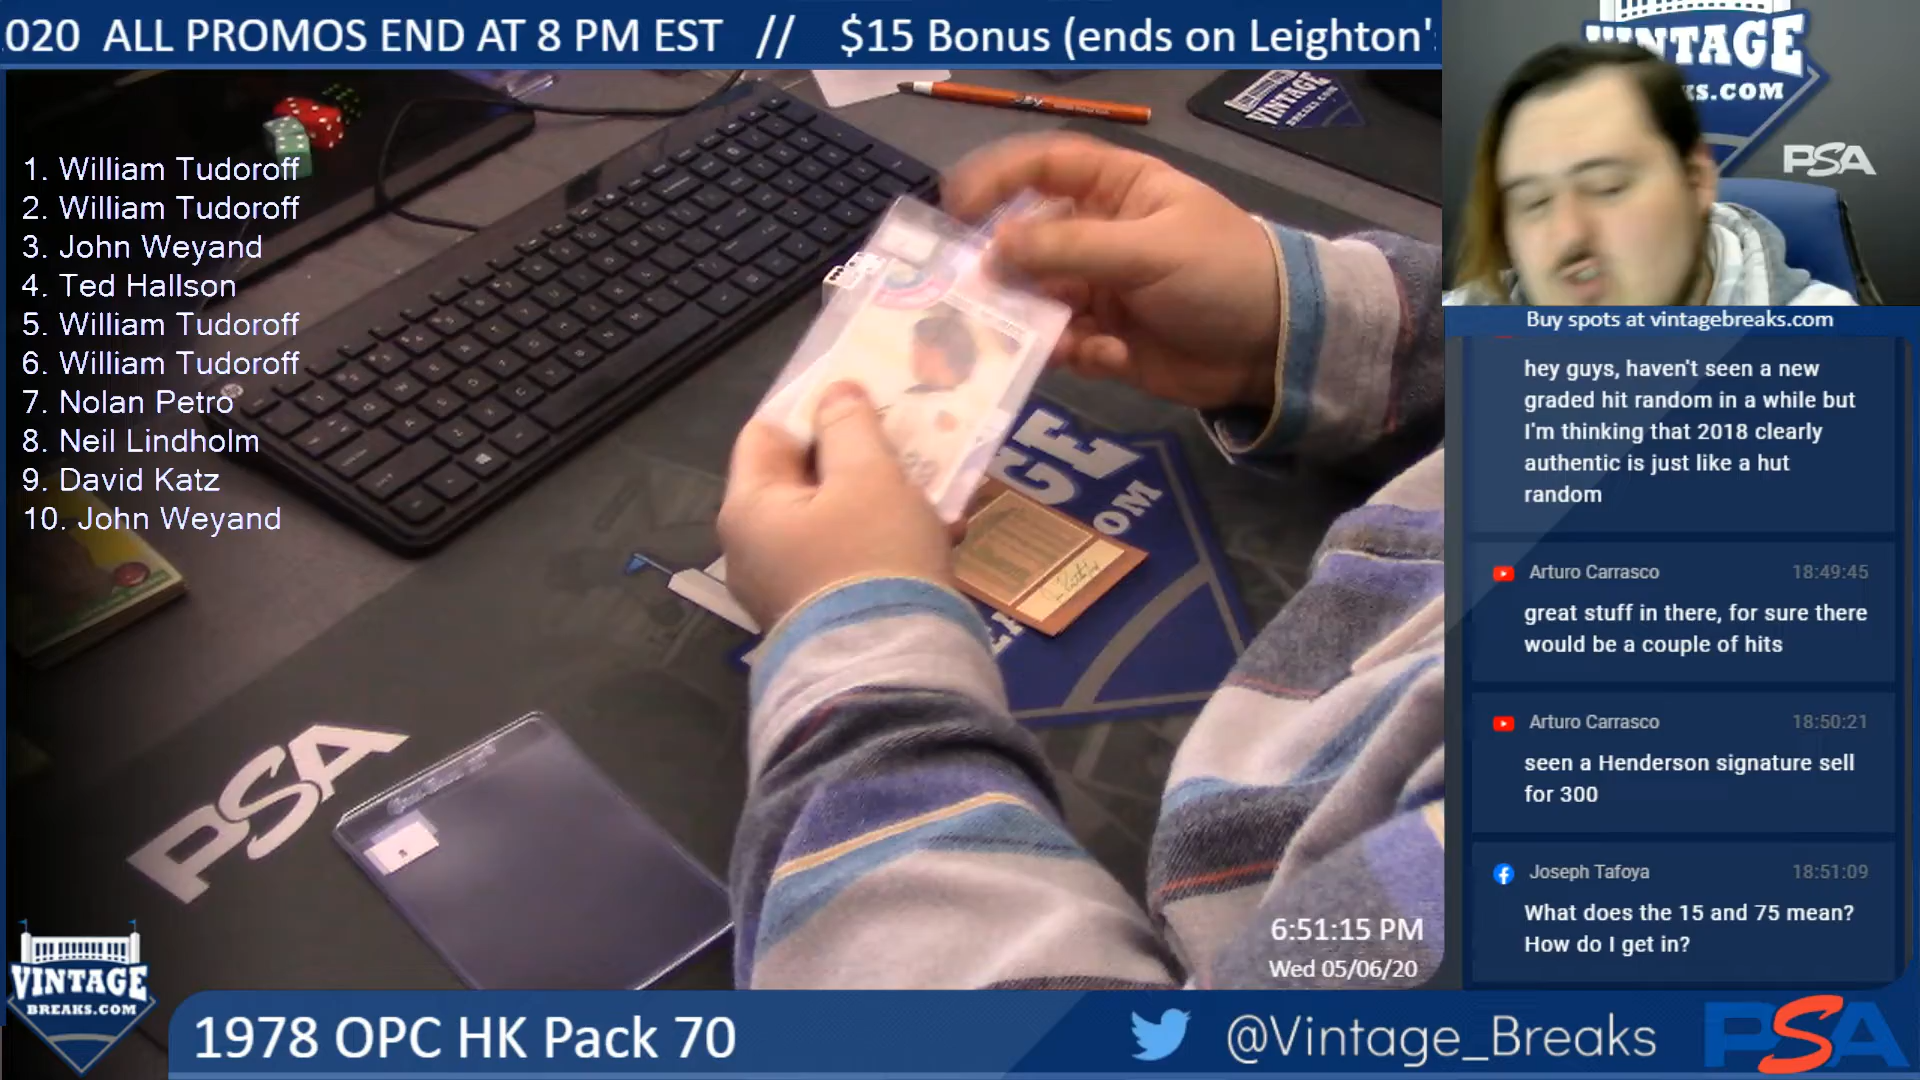 020 ALL PROMOS END AT 8 PM EST // $15 Bonus (ends on Leighton's
VINTAGE
KS.COM
PSA
VINTAGE
BREAKS.COM
1. William Tudoroff
2. William Tudoroff
3. John Weyand
4. Ted Hallson
5. William Tudoroff
6. William Tudoroff
7. Nolan Petro
8. Neil Lindholm
9. David Katz
10. John Weyand
Buy spots at vintagebreaks.com
hey guys, haven't seen a new
graded hit random in a while but
I'm thinking that 2018 clearly
authentic is just like a hut
random
Arturo Carrasco 18:49:45
great stuff in there, for sure there
would be a couple of hits
Arturo Carrasco 18:50:21
seen a Henderson signature sell
for 300
Joseph Tafoya 18:51:09
What does the 15 and 75 mean?
How do I get in?
PSA
6:51:15 PM
Wed 05/06/20
VINTAGE
BREAKS.COM
1978 OPC HK Pack 70
@Vintage_Breaks
PSA